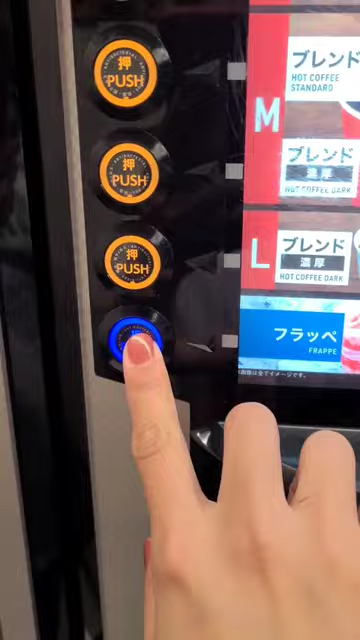 押
PUSH
ブレンド
HOT COFFEE
STANDARD
M
押
PUSH
ブレンド
濃厚
HOT COFFEE DARK
押
PUSH
L
ブレンド
濃厚
HOT COFFEE DARK
フラッペ
FRAPPE